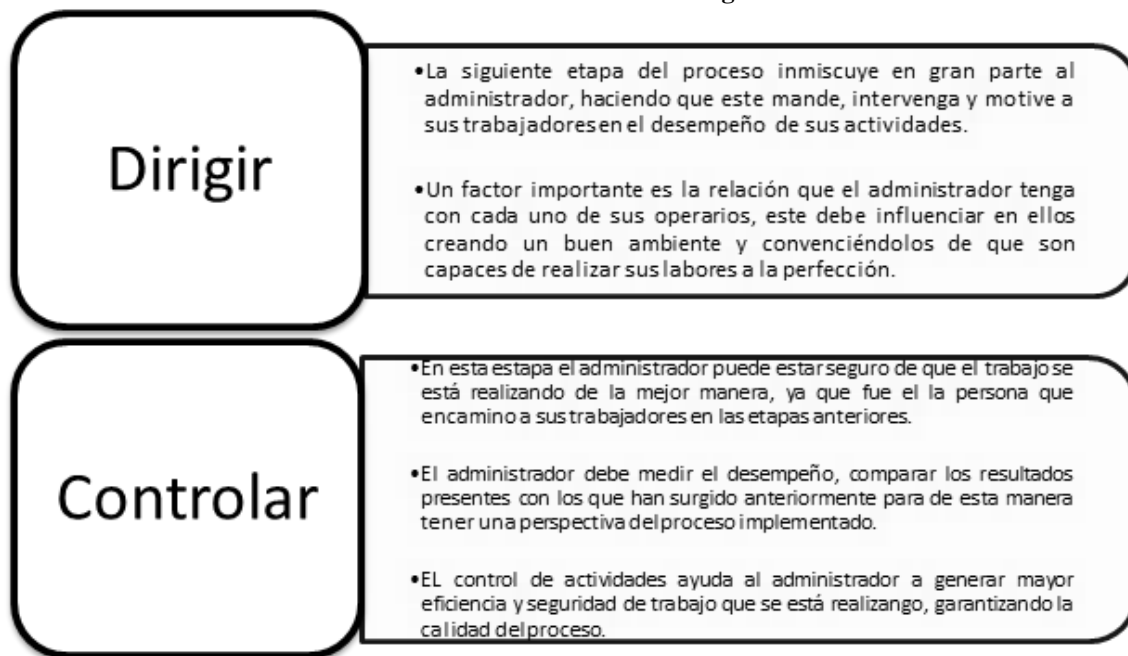 Dirigir
•La siguiente etapa del proceso inmiscuye en gran parte al
administrador, haciendo que este mande, intervenga y motive a
sus trabajadores en el desempeño de sus actividades.
•Un factor importante es la relación que el administrador tenga
con cada uno de sus operarios, este debe influenciar en ellos
creando un buen ambiente y convenciéndolos de que son
capaces de realizar sus labores a la perfección.
Controlar
•En esta estapa el administrador puede estar seguro de que el trabajo se
está realizando de la mejor manera, ya que fue el la persona que
encamino a sus trabajadores en las etapas anteriores.
•El administrador debe medir el desempeño, comparar los resultados
presentes con los que han surgido anteriormente para de esta manera
tener una perspectiva del proceso implementado.
•EL control de actividades ayuda al administrador a generar mayor
eficiencia y seguridad de trabajo que se está realizango, garantizando la
calidad del proceso.